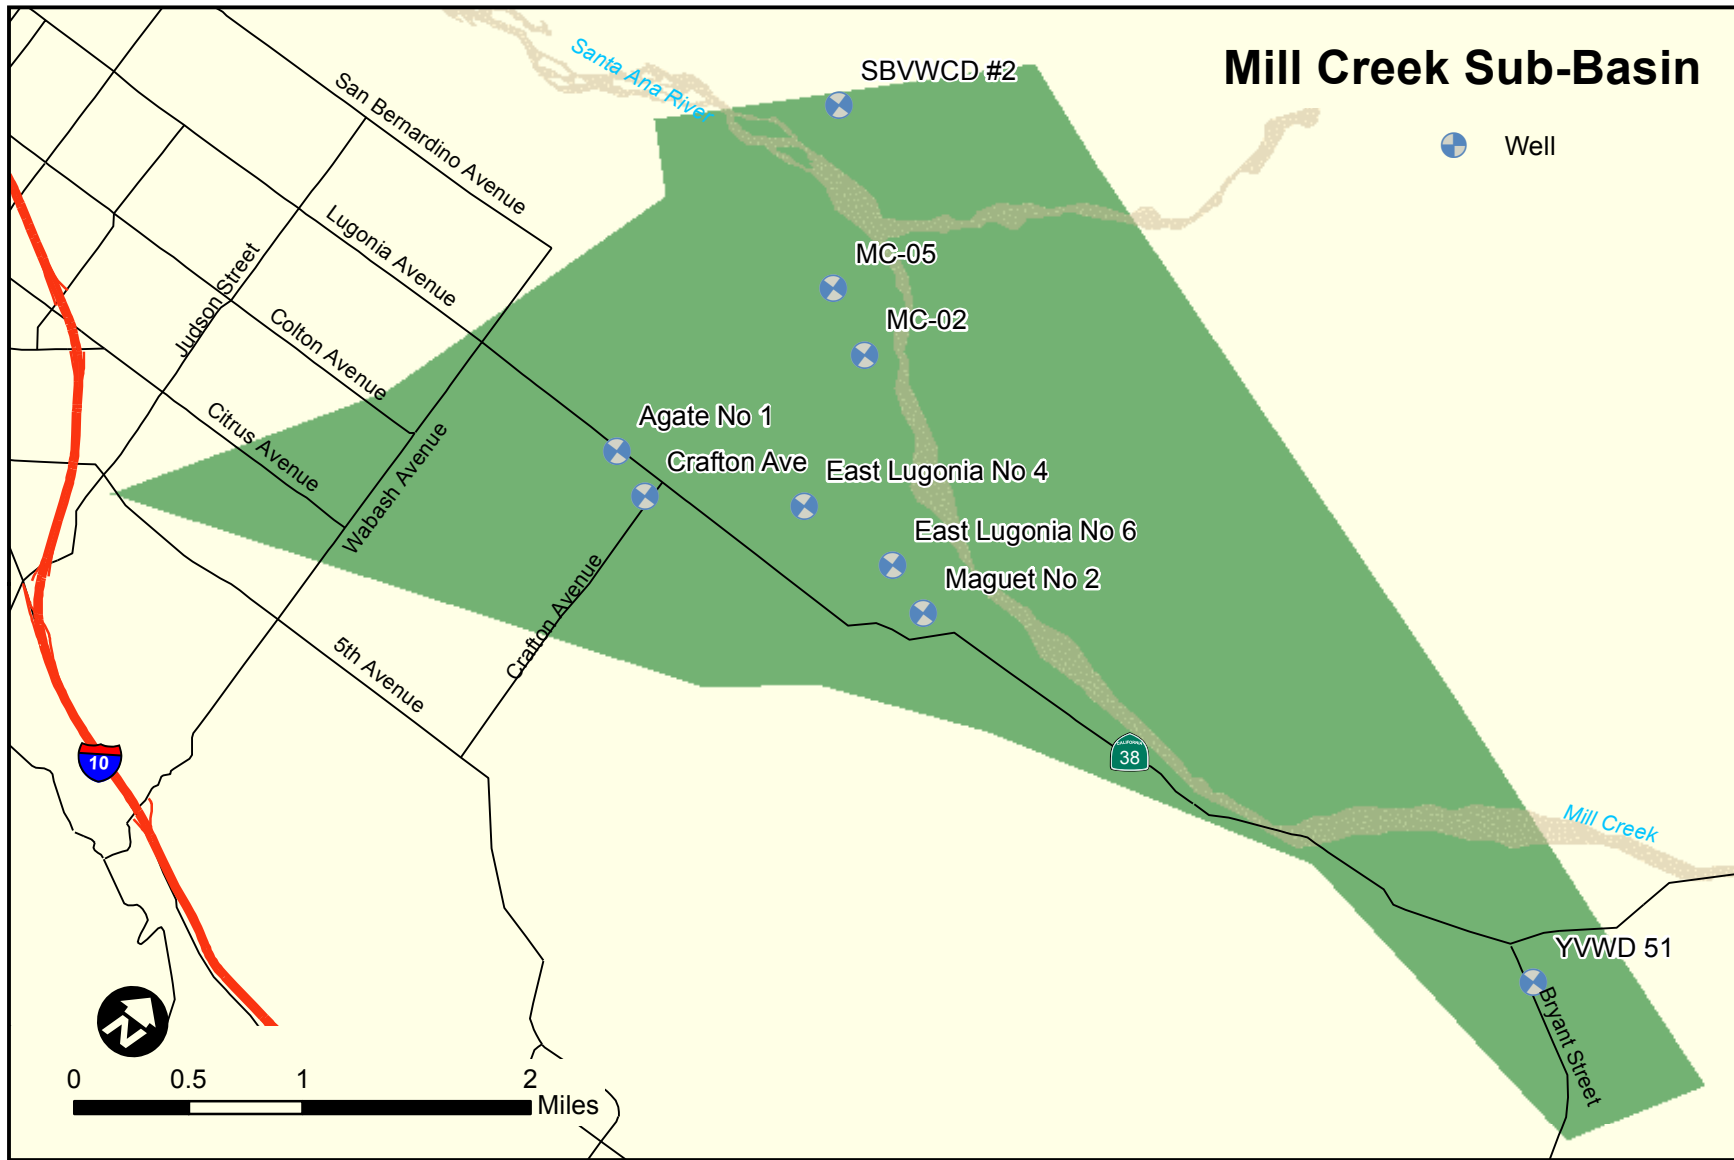 Mill Creek Sub-Basin
Well
Santa Ana River
SBVWCD #2
San Bernardino Avenue
Lugonia Avenue
Judson Street
Colton Avenue
Citrus Avenue
Wabash Avenue
MC-05
MC-02
Agate No 1
Crafton Ave
East Lugonia No 4
East Lugonia No 6
Maguet No 2
Crafton Avenue
5th Avenue
10
CALIFORNIA
38
Mill Creek
YVWD 51
Bryant Street
N
0 0.5 1 2
Miles